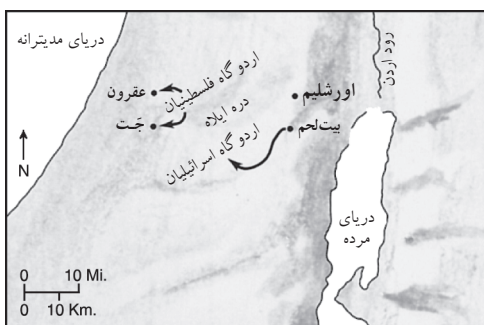 دریای مدیترانه
رود اردن
اردو گاه فلسطینیان
عقرون
اورشلیم
دره ایلاه
جَت
بیت‌لحم
اردو گاه اسرائیلیان
N
دریای
مرده
0 10 Mi.
0 10 Km.